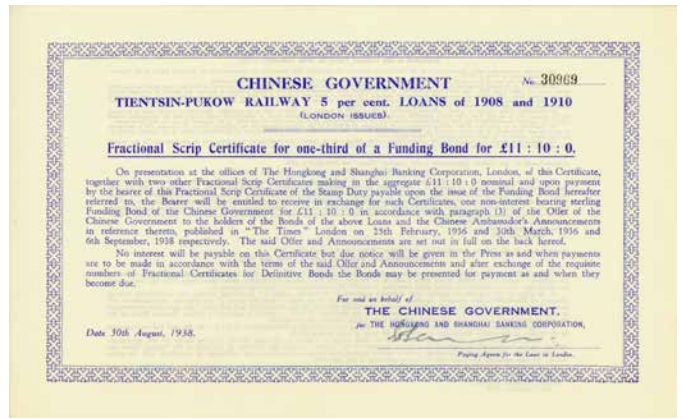 CHINESE GOVERNMENT
No. 30969
TIENTSIN-PUKOW RAILWAY 5 per cent. LOANS of 1908 and 1910
(LONDON ISSUES).
Fractional Scrip Certificate for one-third of a Funding Bond for £11 : 10 : 0.
On presentation at the offices of The Hongkong and Shanghai Banking Corporation, London, of this Certificate,
together with two other Fractional Scrip Certificates making in the aggregate £11 : 10 : 0 nominal and upon payment
by the bearer of this Fractional Scrip Certificate of the Stamp Duty payable upon the issue of the Funding Bond hereafter
referred to, the Bearer will be entitled to receive in exchange for such Certificates, one non-interest bearing sterling
Funding Bond of the Chinese Government for £11 : 10 : 0 in accordance with paragraph (3) of the Offer of the
Chinese Government to the holders of the Bonds of the above Loans and the Chinese Ambassador's Announcements
in reference thereto, published in "The Times" London on 25th February, 1936 and 30th March, 1936 and
6th September, 1938 respectively. The said Offer and Announcements are set out in full on the back hereof.
No interest will be payable on this Certificate but due notice will be given in the Press as and when payments
are to be made in accordance with the terms of the said Offer and Announcements and after exchange of the requisite
numbers of Fractional Certificates for Definitive Bonds the Bonds may be presented for payment as and when they
become due.
For and on behalf of
THE CHINESE GOVERNMENT.
for THE HONGKONG AND SHANGHAI BANKING CORPORATION,
Date 30th August, 1938.
Paying Agents for the Loan in London.